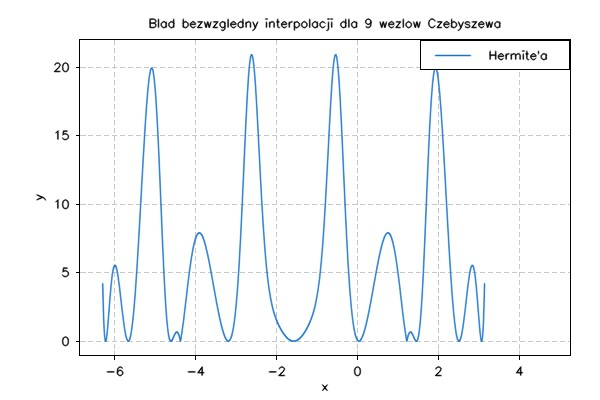 Blad bezwzgledny interpolacji dla 9 wezlow Czebyszewa
Hermite'a
20
15
10
5
0
y
−6 −4 −2 0 2 4
x